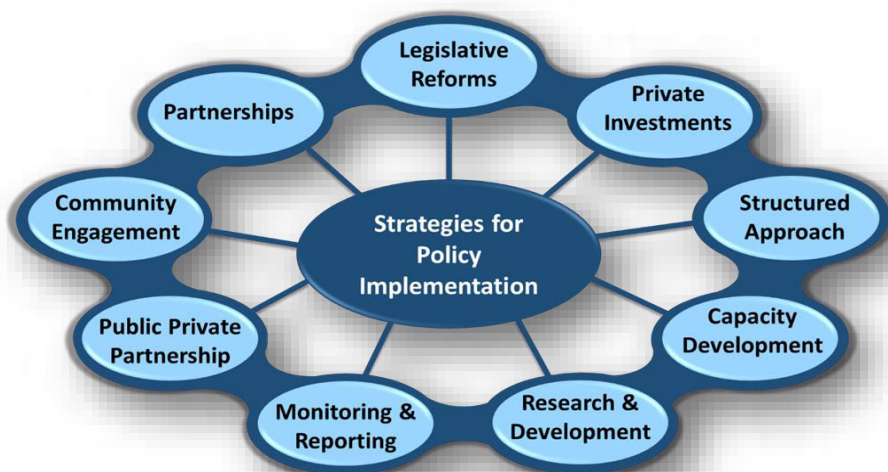 Legislative
Reforms
Private
Investments
Structured
Approach
Capacity
Development
Research &
Development
Monitoring &
Reporting
Public Private
Partnership
Community
Engagement
Partnerships
Strategies for
Policy
Implementation